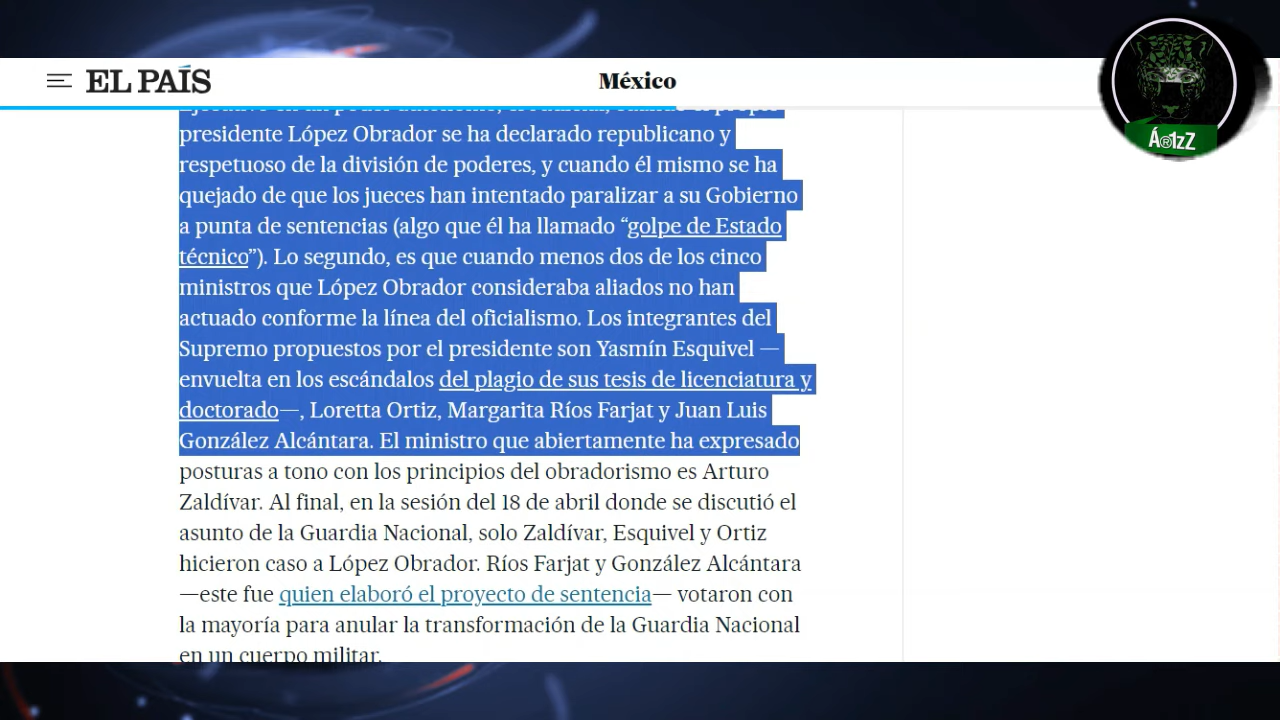 EL PAÍS
México
Á®1zZ
presidente López Obrador se ha declarado republicano y
respetuoso de la división de poderes, y cuando él mismo se ha
quejado de que los jueces han intentado paralizar a su Gobierno
a punta de sentencias (algo que él ha llamado “golpe de Estado
técnico”). Lo segundo, es que cuando menos dos de los cinco
ministros que López Obrador consideraba aliados no han
actuado conforme la línea del oficialismo. Los integrantes del
Supremo propuestos por el presidente son Yasmín Esquivel —
envuelta en los escándalos del plagio de sus tesis de licenciatura y
doctorado—, Loretta Ortiz, Margarita Ríos Farjat y Juan Luis
González Alcántara. El ministro que abiertamente ha expresado
posturas a tono con los principios del obradorismo es Arturo
Zaldívar. Al final, en la sesión del 18 de abril donde se discutió el
asunto de la Guardia Nacional, solo Zaldívar, Esquivel y Ortiz
hicieron caso a López Obrador. Ríos Farjat y González Alcántara
—este fue quien elaboró el proyecto de sentencia— votaron con
la mayoría para anular la transformación de la Guardia Nacional
en un cuerpo militar.